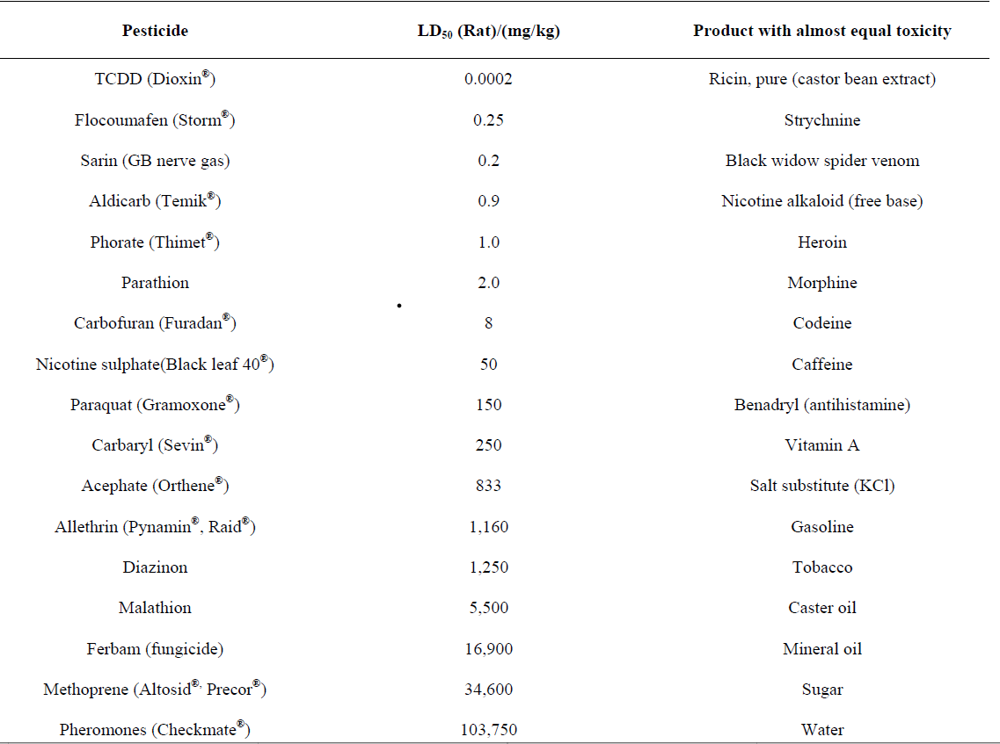 Pesticide LD50 (Rat)/(mg/kg) Product with almost equal toxicity
TCDD (Dioxin®) 0.0002 Ricin, pure (castor bean extract)
Flocoumafen (Storm®) 0.25 Strychnine
Sarin (GB nerve gas) 0.2 Black widow spider venom
Aldicarb (Temik®) 0.9 Nicotine alkaloid (free base)
Phorate (Thimet®) 1.0 Heroin
Parathion 2.0 Morphine
Carbofuran (Furadan®) 8 Codeine
Nicotine sulphate(Black leaf 40®) 50 Caffeine
Paraquat (Gramoxone®) 150 Benadryl (antihistamine)
Carbaryl (Sevin®) 250 Vitamin A
Acephate (Orthene®) 833 Salt substitute (KCl)
Allethrin (Pynamin®, Raid®) 1,160 Gasoline
Diazinon 1,250 Tobacco
Malathion 5,500 Caster oil
Ferbam (fungicide) 16,900 Mineral oil
Methoprene (Altosid®, Precor®) 34,600 Sugar
Pheromones (Checkmate®) 103,750 Water